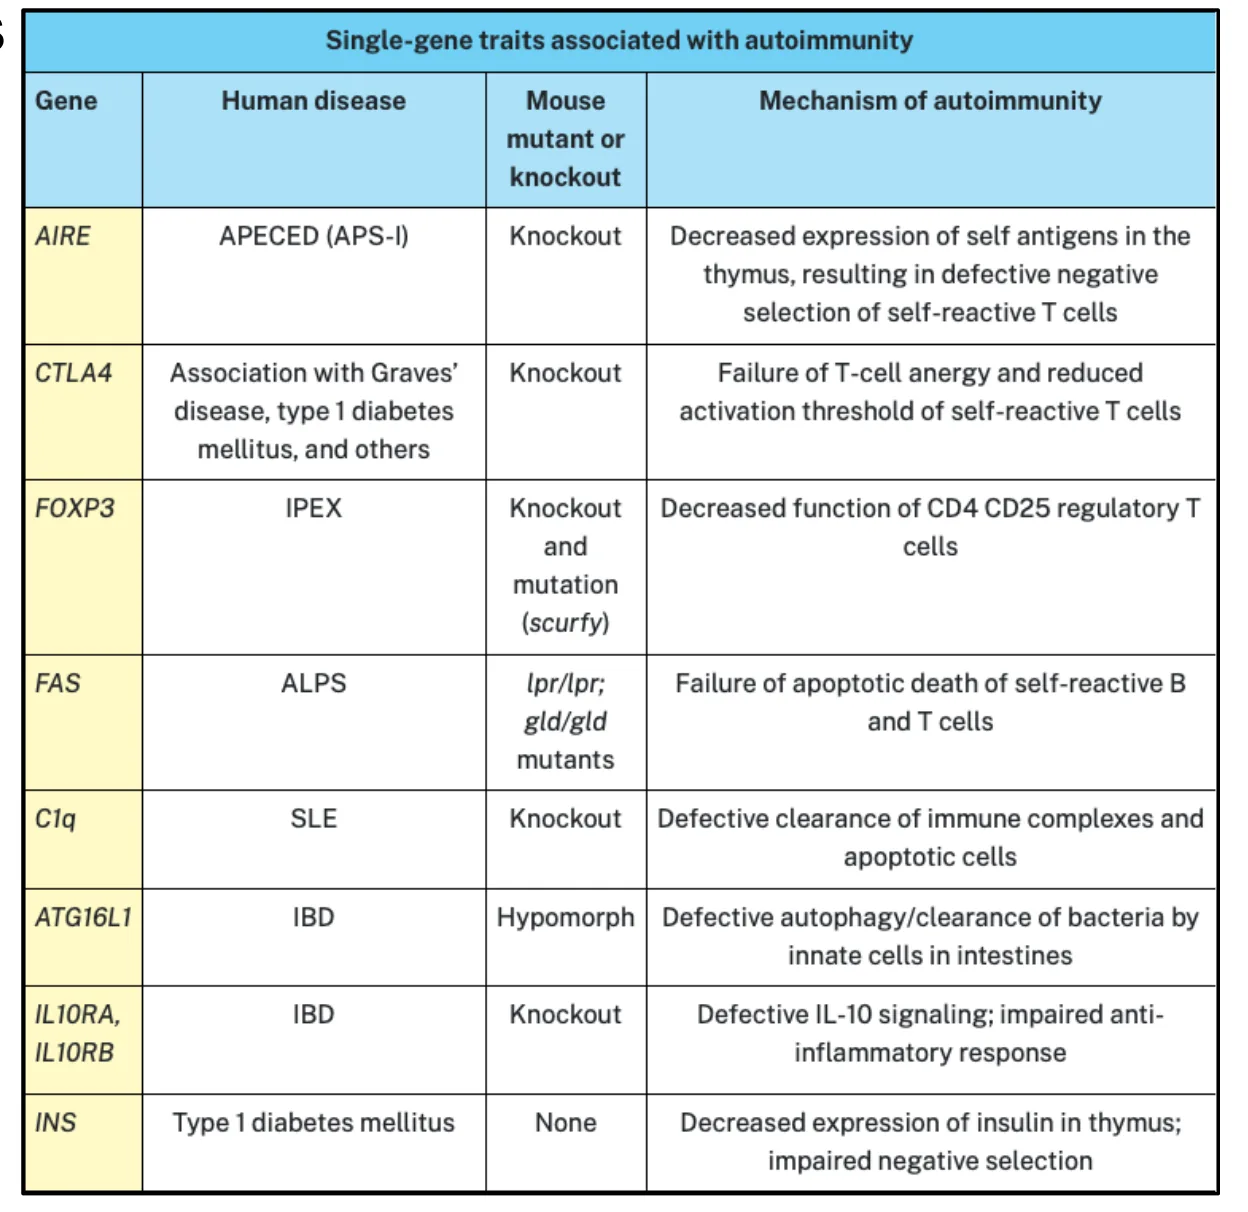 s
Single-gene traits associated with autoimmunity
Gene
Human disease
Mouse
mutant or
knockout
Mechanism of autoimmunity
AIRE
APECED (APS-I)
Knockout
Decreased expression of self antigens in the
thymus, resulting in defective negative
selection of self-reactive T cells
CTLA4
Association with Graves’
disease, type 1 diabetes
mellitus, and others
Knockout
Failure of T-cell anergy and reduced
activation threshold of self-reactive T cells
FOXP3
IPEX
Knockout
and
mutation
(scurfy)
Decreased function of CD4 CD25 regulatory T
cells
FAS
ALPS
lpr/lpr;
gld/gld
mutants
Failure of apoptotic death of self-reactive B
and T cells
C1q
SLE
Knockout
Defective clearance of immune complexes and
apoptotic cells
ATG16L1
IBD
Hypomorph
Defective autophagy/clearance of bacteria by
innate cells in intestines
IL10RA,
IL10RB
IBD
Knockout
Defective IL-10 signaling; impaired anti-
inflammatory response
INS
Type 1 diabetes mellitus
None
Decreased expression of insulin in thymus;
impaired negative selection